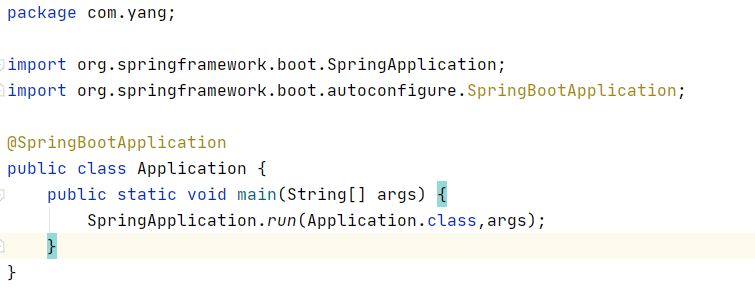 package com.yang;
import org.springframework.boot.SpringApplication;
import org.springframework.boot.autoconfigure.SpringBootApplication;
@SpringBootApplication
public class Application {
    public static void main(String[] args) {
        SpringApplication.run(Application.class,args);
    }
}